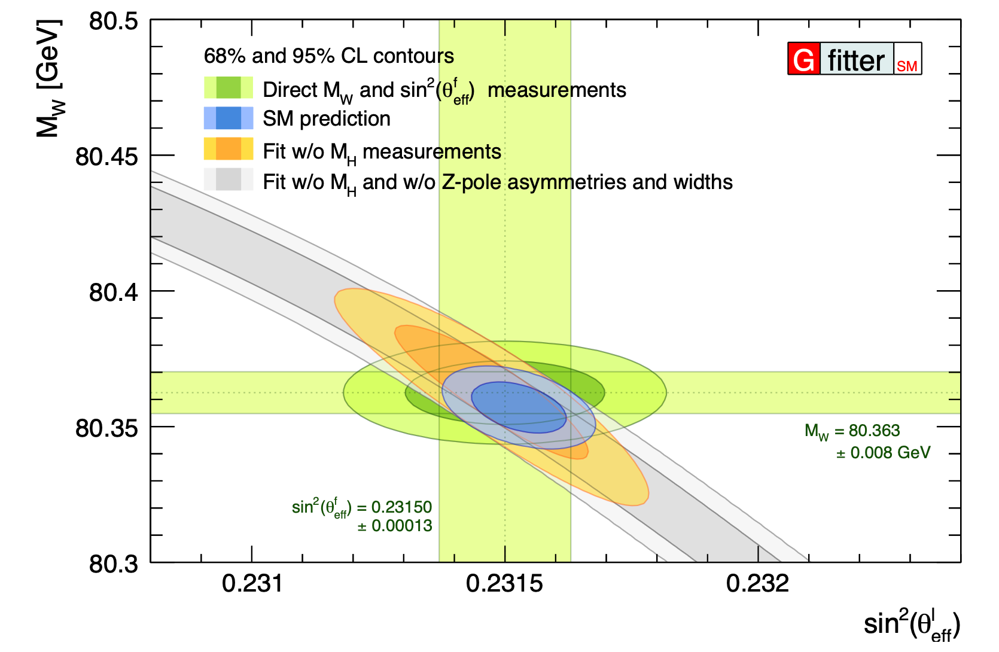 80.5
80.45
80.4
80.35
80.3
M_W [GeV]
68% and 95% CL contours
Direct M_W and sin²(θ^f_eff) measurements
SM prediction
Fit w/o M_H measurements
Fit w/o M_H and w/o Z-pole asymmetries and widths
G fitter SM
M_W = 80.363
± 0.008 GeV
sin²(θ^f_eff) = 0.23150
± 0.00013
0.231
0.2315
0.232
sin²(θ^l_eff)